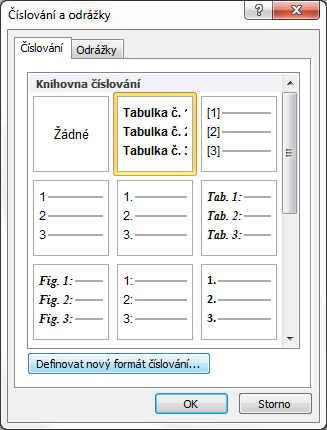 Číslování a odrážky
Číslování
Odrážky
Knihovna číslování
Žádné
Tabulka č. 1
Tabulka č. 2
Tabulka č. 3
[1]
[2]
[3]
1
2
3
1.
2.
3.
Tab. 1:
Tab. 2:
Tab. 3:
Fig. 1:
Fig. 2:
Fig. 3:
1:
2:
3:
1.
2.
3.
Definovat nový formát číslování...
OK
Storno